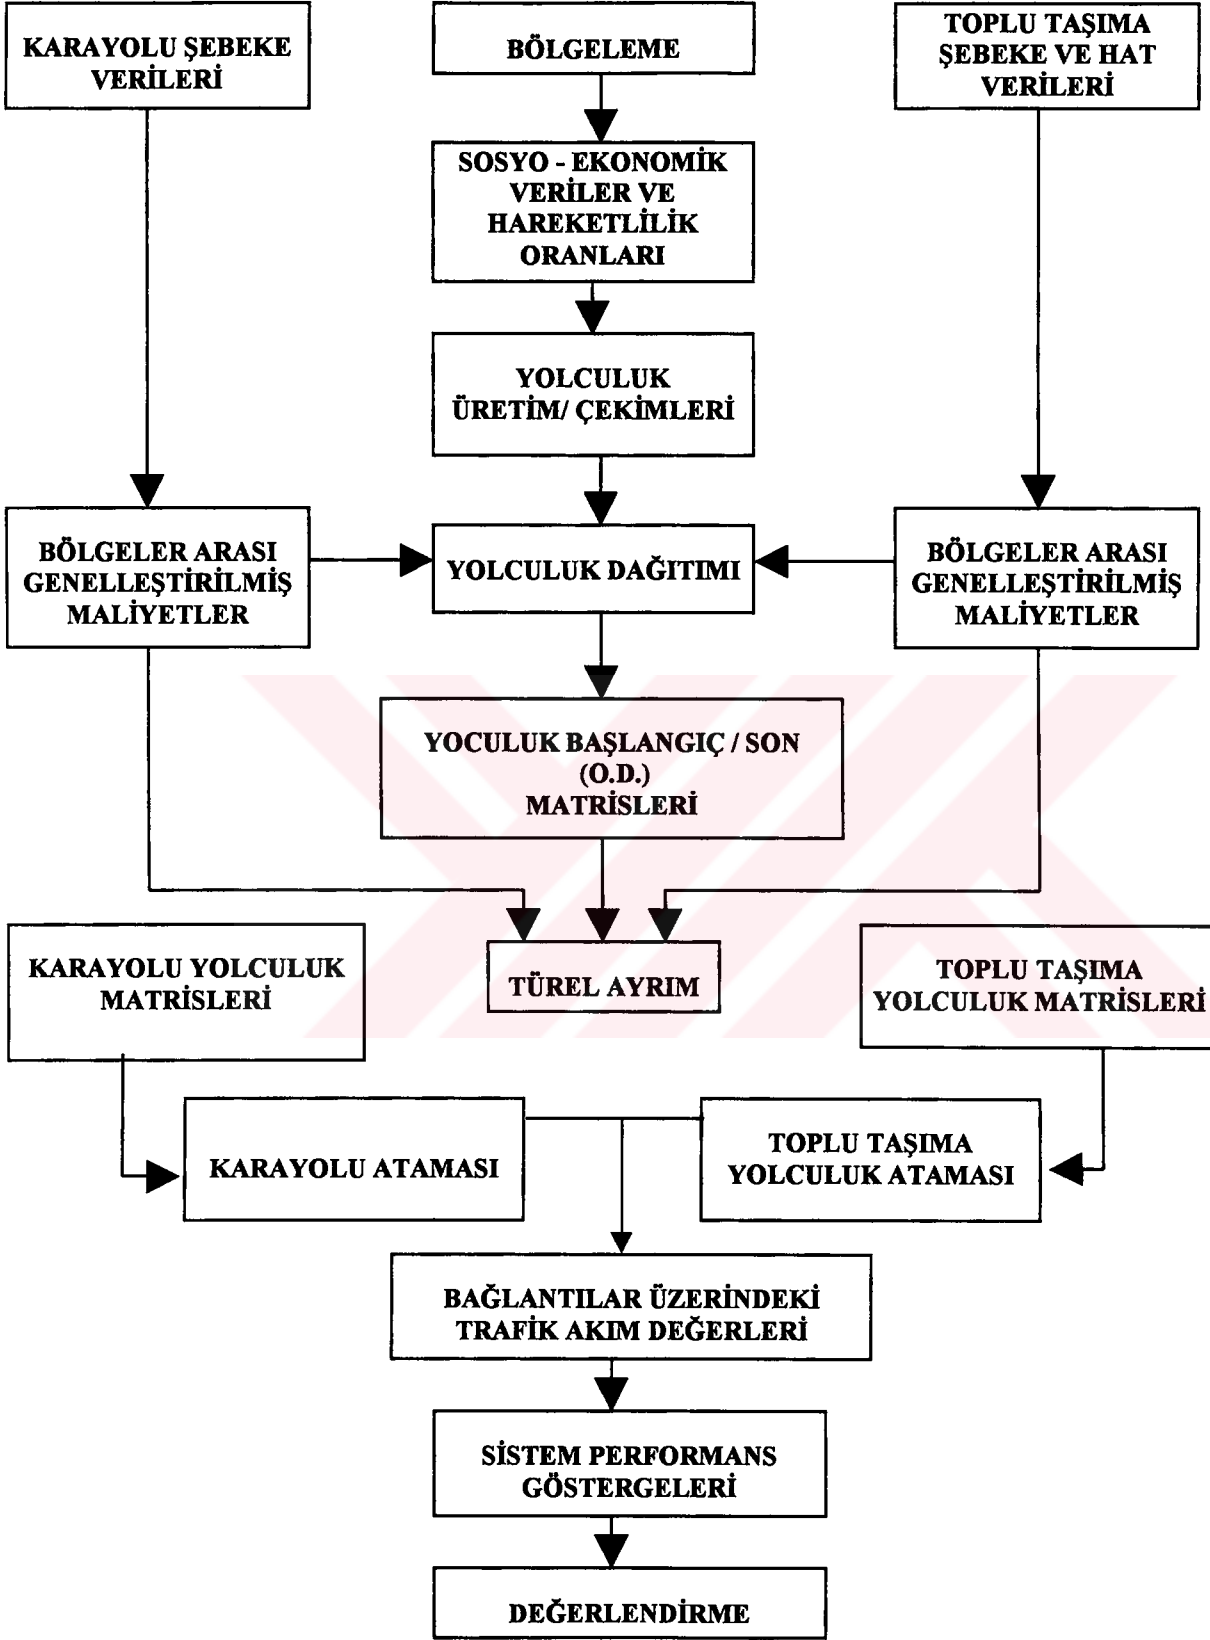 KARAYOLU ŞEBEKE
VERİLERİ
BÖLGELEME
TOPLU TAŞIMA
ŞEBEKE VE HAT
VERİLERİ
SOSYO - EKONOMİK
VERİLER VE
HAREKETLİLİK
ORANLARI
YOLCULUK
ÜRETİM/ ÇEKİMLERİ
BÖLGELER ARASI
GENELLEŞTİRİLMİŞ
MALİYETLER
YOLCULUK DAĞITIMI
BÖLGELER ARASI
GENELLEŞTİRİLMİŞ
MALİYETLER
YOCULUK BAŞLANGIÇ / SON
(O.D.)
MATRİSLERİ
KARAYOLU YOLCULUK
MATRİSLERİ
TÜREL AYRIM
TOPLU TAŞIMA
YOLCULUK MATRİSLERİ
KARAYOLU ATAMASI
TOPLU TAŞIMA
YOLCULUK ATAMASI
BAĞLANTILAR ÜZERİNDEKİ
TRAFİK AKIM DEĞERLERİ
SİSTEM PERFORMANS
GÖSTERGELERİ
DEĞERLENDİRME